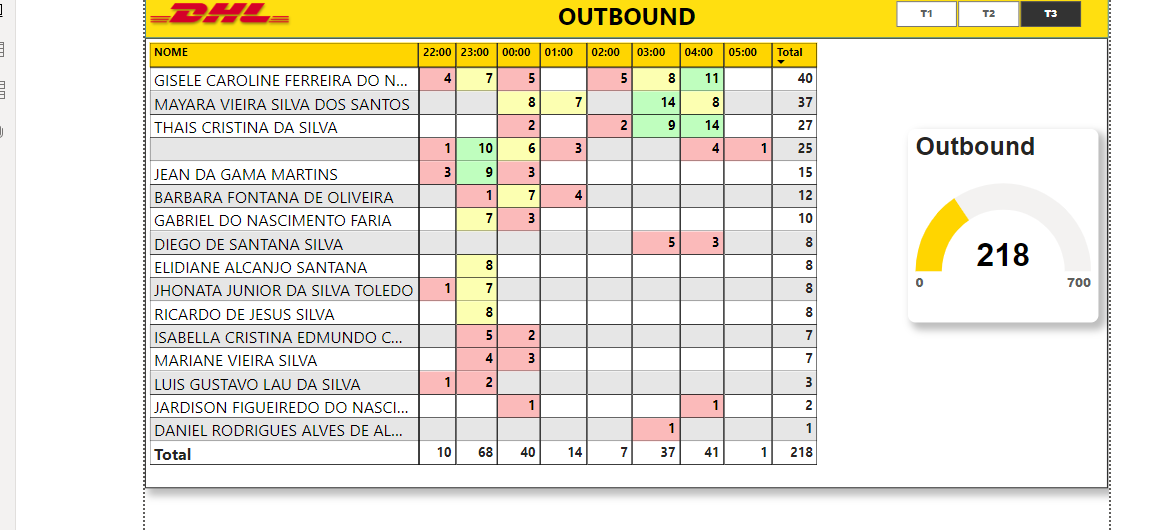 DHL OUTBOUND T1 T2 T3
NOME 22:00 23:00 00:00 01:00 02:00 03:00 04:00 05:00 Total
GISELE CAROLINE FERREIRA DO N... 4 7 5 5 8 11 40
MAYARA VIEIRA SILVA DOS SANTOS 8 7 14 8 37
THAIS CRISTINA DA SILVA 2 2 9 14 27
1 10 6 3 4 1 25
JEAN DA GAMA MARTINS 3 9 3 15
BARBARA FONTANA DE OLIVEIRA 1 7 4 12
GABRIEL DO NASCIMENTO FARIA 7 3 10
DIEGO DE SANTANA SILVA 5 3 8
ELIDIANE ALCANJO SANTANA 8 8
JHONATA JUNIOR DA SILVA TOLEDO 1 7 8
RICARDO DE JESUS SILVA 8 8
ISABELLA CRISTINA EDMUNDO C... 5 2 7
MARIANE VIEIRA SILVA 4 3 7
LUIS GUSTAVO LAU DA SILVA 1 2 3
JARDISON FIGUEIREDO DO NASCI... 1 1 2
DANIEL RODRIGUES ALVES DE AL... 1 1
Total 10 68 40 14 7 37 41 1 218
Outbound
218
0 700